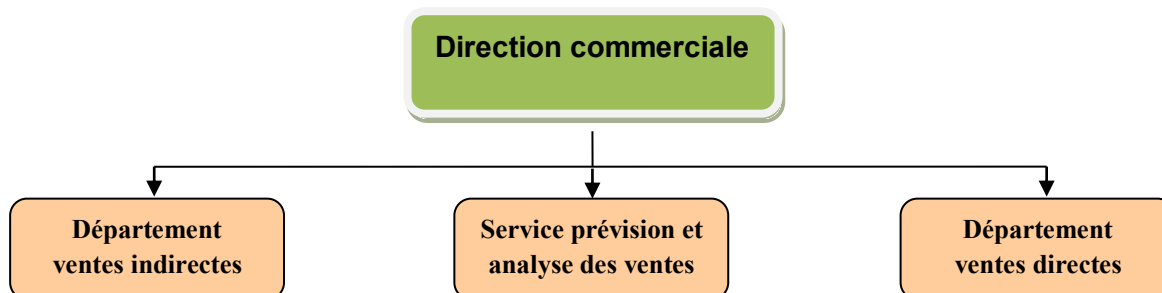 Direction commerciale
Département
ventes indirectes
Service prévision et
analyse des ventes
Département
ventes directes